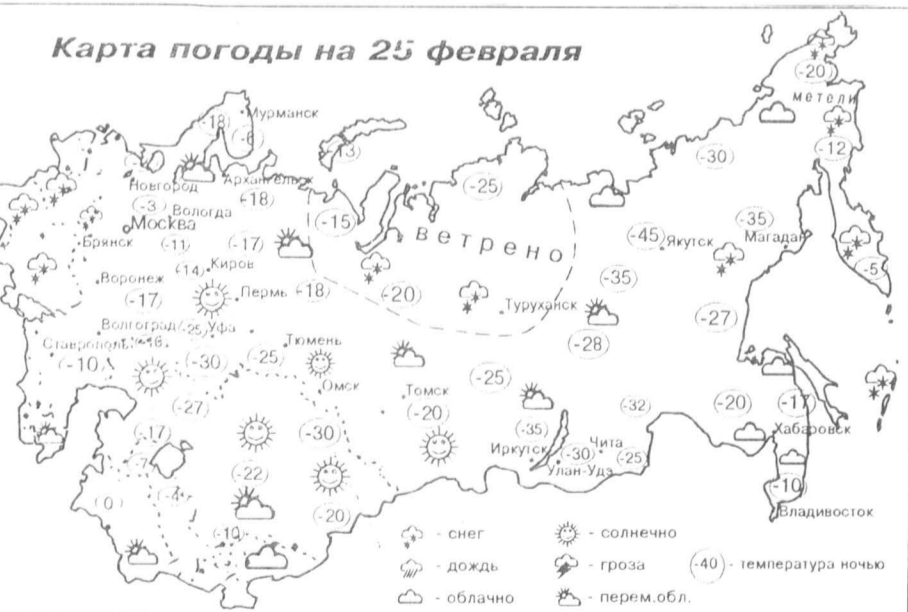 Карта погоды на 25 февраля
-20
метели
Мурманск
-18
-6
-12
-13
-30
Новгород
Архангельск
-25
-18
-3
Вологда
-15
-35
Москва
ветрено
-45
Якутск
Магадан
Брянск
-11
-17
Киров
-14
-35
-5
Воронеж
Пермь
-18
-20
-17
Туруханск
-27
Волгоград
-25
Уфа
-28
Ставрополь
Тюмень
-10
-30
-25
-25
Омск
Томск
-27
-20
-32
-20
-17
-17
-30
-35
Хабаровск
Чита
Иркутск
-30
-25
-7
Улан-Удэ
-22
-10
-4
0
-20
Владивосток
-10
- снег
- солнечно
- дождь
- гроза
-40
- температура ночью
- облачно
- перем.обл.